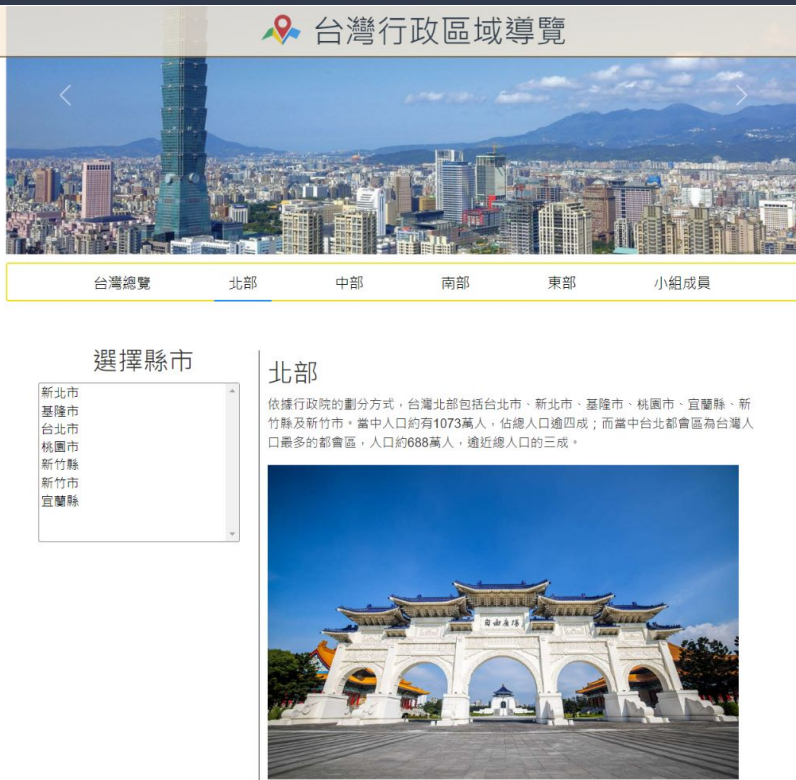 台灣行政區域導覽
台灣總覽
北部
中部
南部
東部
小組成員
選擇縣市
新北市
基隆市
台北市
桃園市
新竹縣
新竹市
宜蘭縣
北部
依據行政院的劃分方式，台灣北部包括台北市、新北市、基隆市、桃園市、宜蘭縣、新
竹縣及新竹市。當中人口約有1073萬人，佔總人口逾四成；而當中台北都會區為台灣人
口最多的都會區，人口約688萬人，逾近總人口的三成。
自由廣場